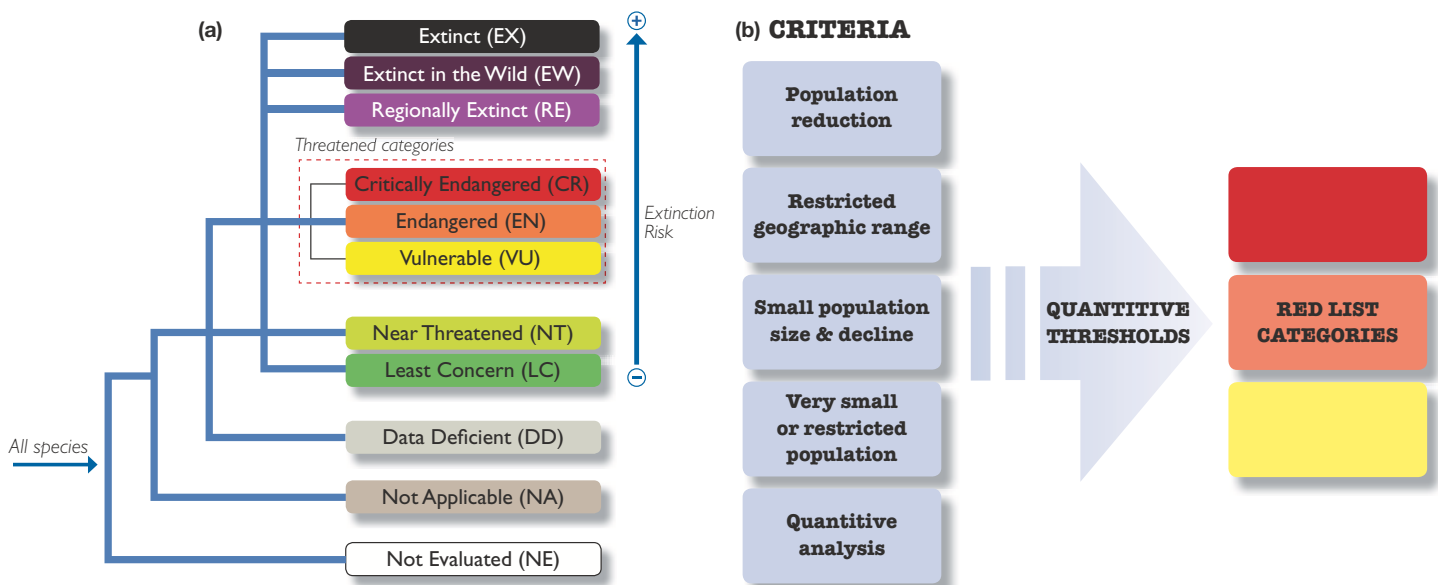 (a)
Extinct (EX)
Extinct in the Wild (EW)
Regionally Extinct (RE)
Threatened categories
Critically Endangered (CR)
Endangered (EN)
Vulnerable (VU)
Near Threatened (NT)
Least Concern (LC)
Data Deficient (DD)
Not Applicable (NA)
Not Evaluated (NE)
All species
+
Extinction
Risk
−
(b) CRITERIA
Population
reduction
Restricted
geographic range
Small population
size & decline
Very small
or restricted
population
Quantitive
analysis
QUANTITIVE
THRESHOLDS
RED LIST
CATEGORIES